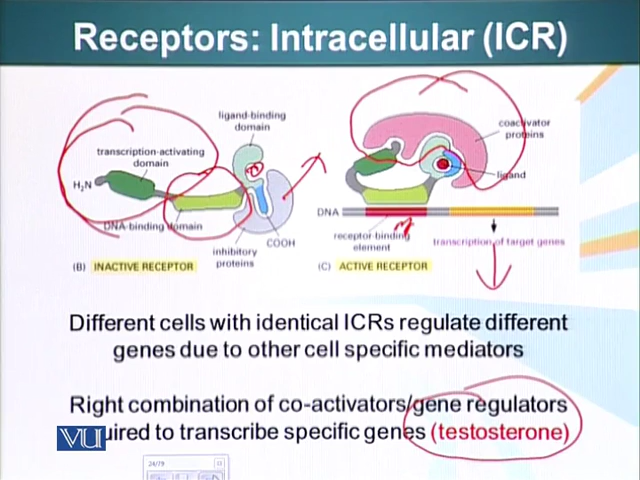 Receptors: Intracellular (ICR)
ligand-binding
domain
transcription-activating
domain
H₂N
DNA-binding domain
inhibitory
proteins
COOH
(B) INACTIVE RECEPTOR
coactivator
proteins
ligand
DNA
receptor-binding
element
transcription of target genes
(C) ACTIVE RECEPTOR
Different cells with identical ICRs regulate different
genes due to other cell specific mediators
Right combination of co-activators/gene regulators
uired to transcribe specific genes (testosterone)
VU
24/79